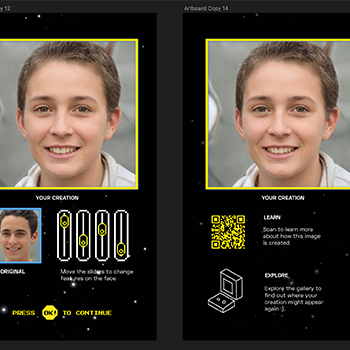 y 12
YOUR CREATION
ORIGINAL
Move the sliders to change
features on the face
PRESS OK! TO CONTINUE
Artboard Copy 14
YOUR CREATION
LEARN
Scan to learn more
about how this image
is created
EXPLORE
Explore the gallery to
find out where your
creation might appear
again :).